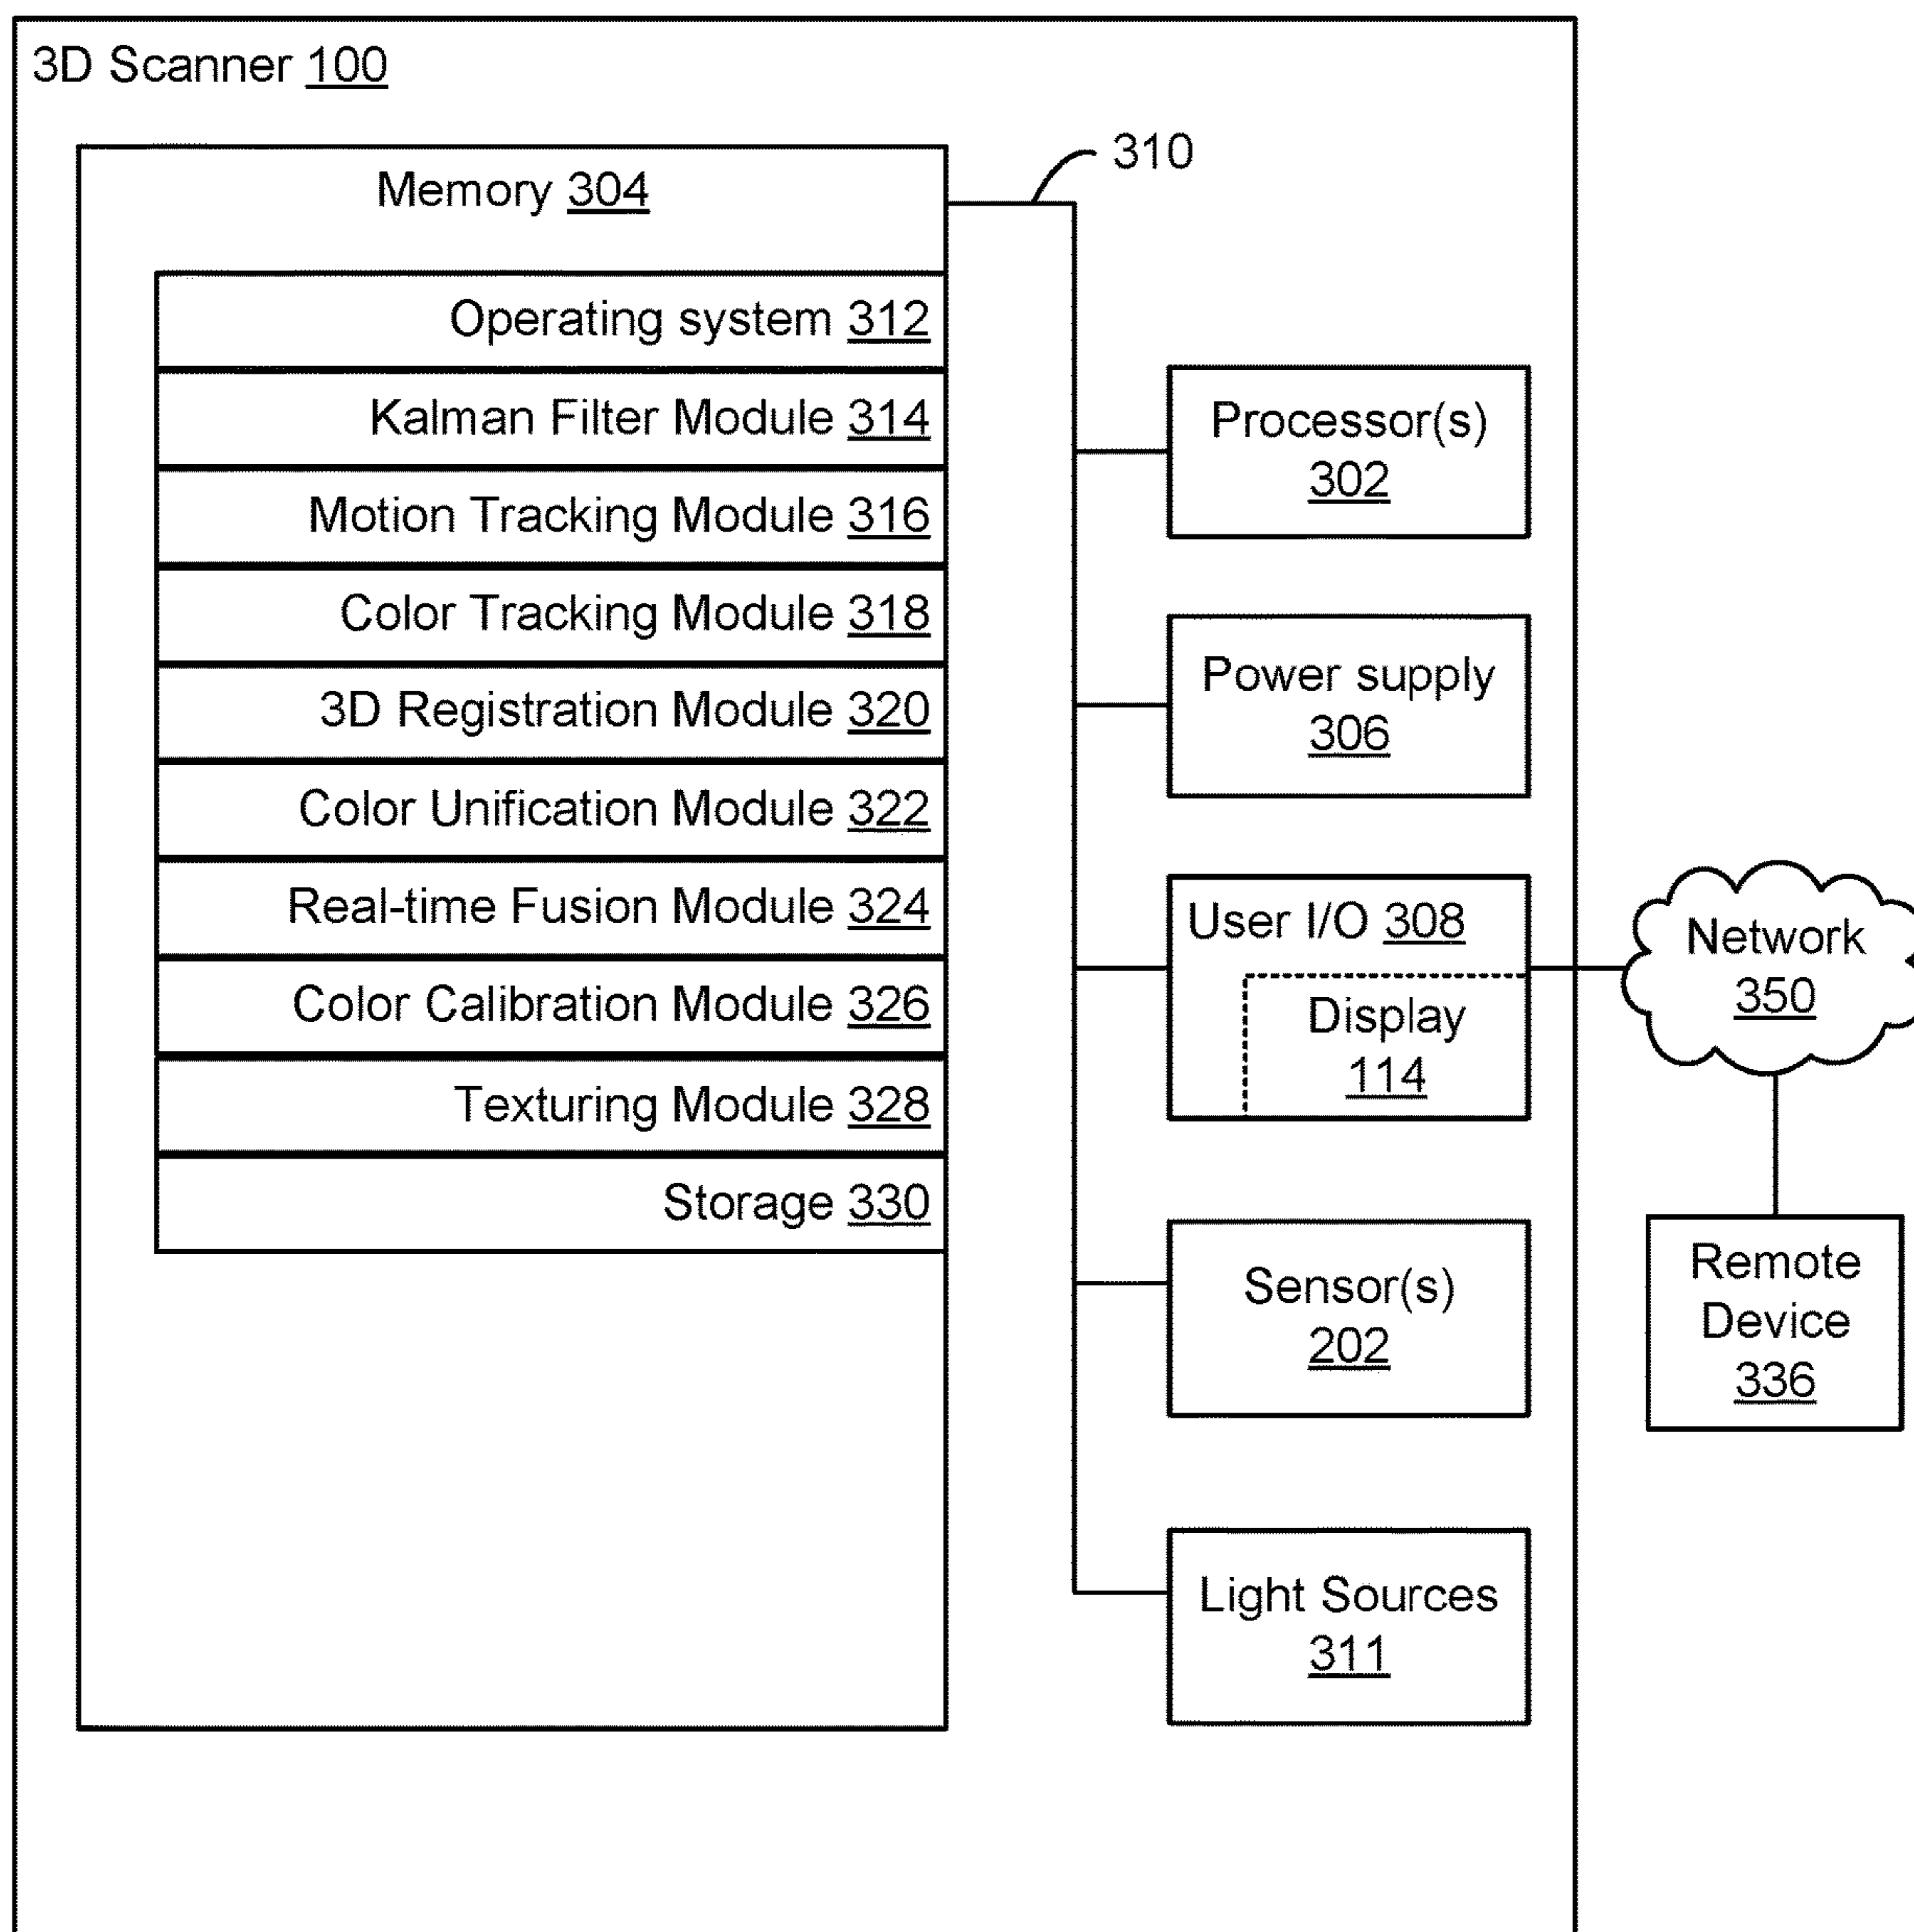 3D Scanner 100
310
Memory 304
Operating system 312
Kalman Filter Module 314
Motion Tracking Module 316
Color Tracking Module 318
3D Registration Module 320
Color Unification Module 322
Real-time Fusion Module 324
Color Calibration Module 326
Texturing Module 328
Storage 330
Processor(s)
302
Power supply
306
User I/O 308
Display
114
Sensor(s)
202
Light Sources
311
Network
350
Remote
Device
336